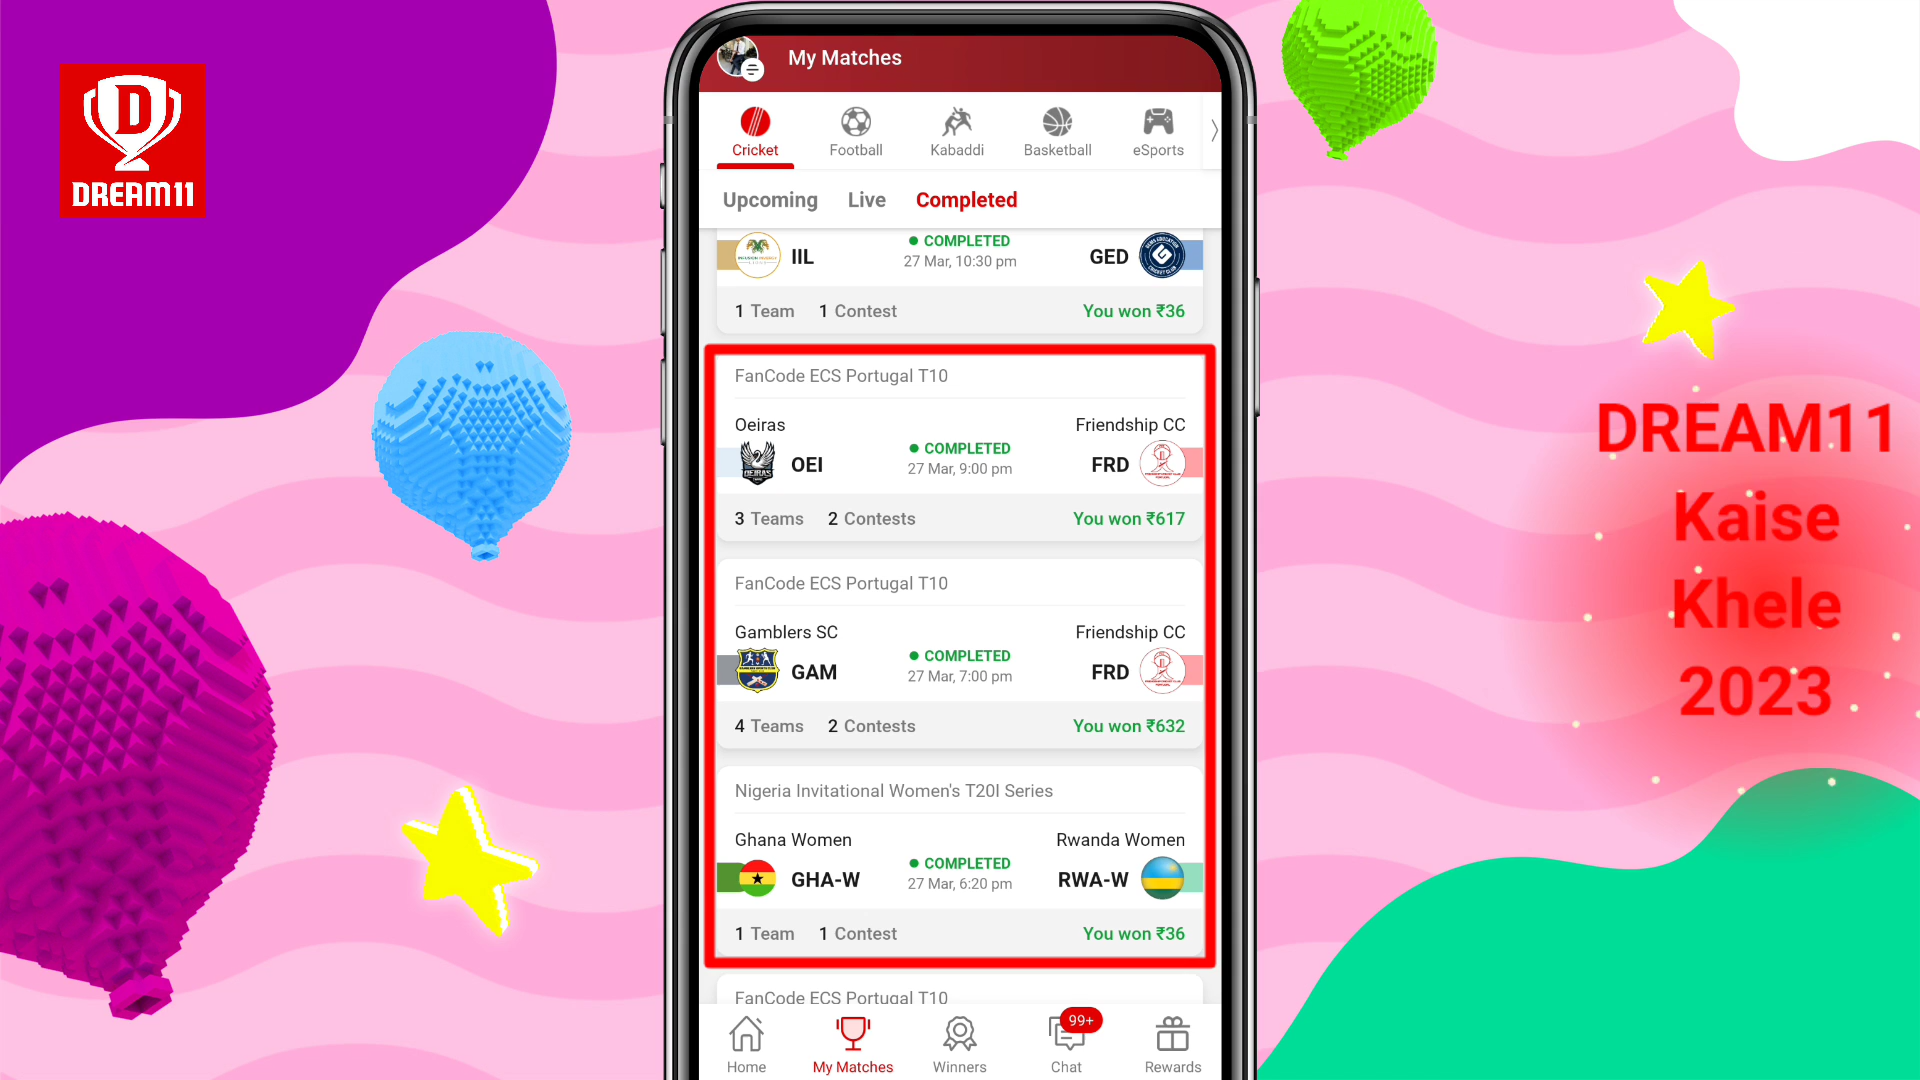 D
DREAM11
My Matches
Cricket
Football
Kabaddi
Basketball
eSports
Upcoming
Live
Completed
IIL
COMPLETED
27 Mar, 10:30 pm
GED
1 Team
1 Contest
You won ₹36
FanCode ECS Portugal T10
Oeiras
Friendship CC
OEI
COMPLETED
27 Mar, 9:00 pm
FRD
3 Teams
2 Contests
You won ₹617
FanCode ECS Portugal T10
Gamblers SC
Friendship CC
GAM
COMPLETED
27 Mar, 7:00 pm
FRD
4 Teams
2 Contests
You won ₹632
Nigeria Invitational Women's T20I Series
Ghana Women
Rwanda Women
GHA-W
COMPLETED
27 Mar, 6:20 pm
RWA-W
1 Team
1 Contest
You won ₹36
FanCode ECS Portugal T10
99+
Home
My Matches
Winners
Chat
Rewards
DREAM11
Kaise
Khele
2023